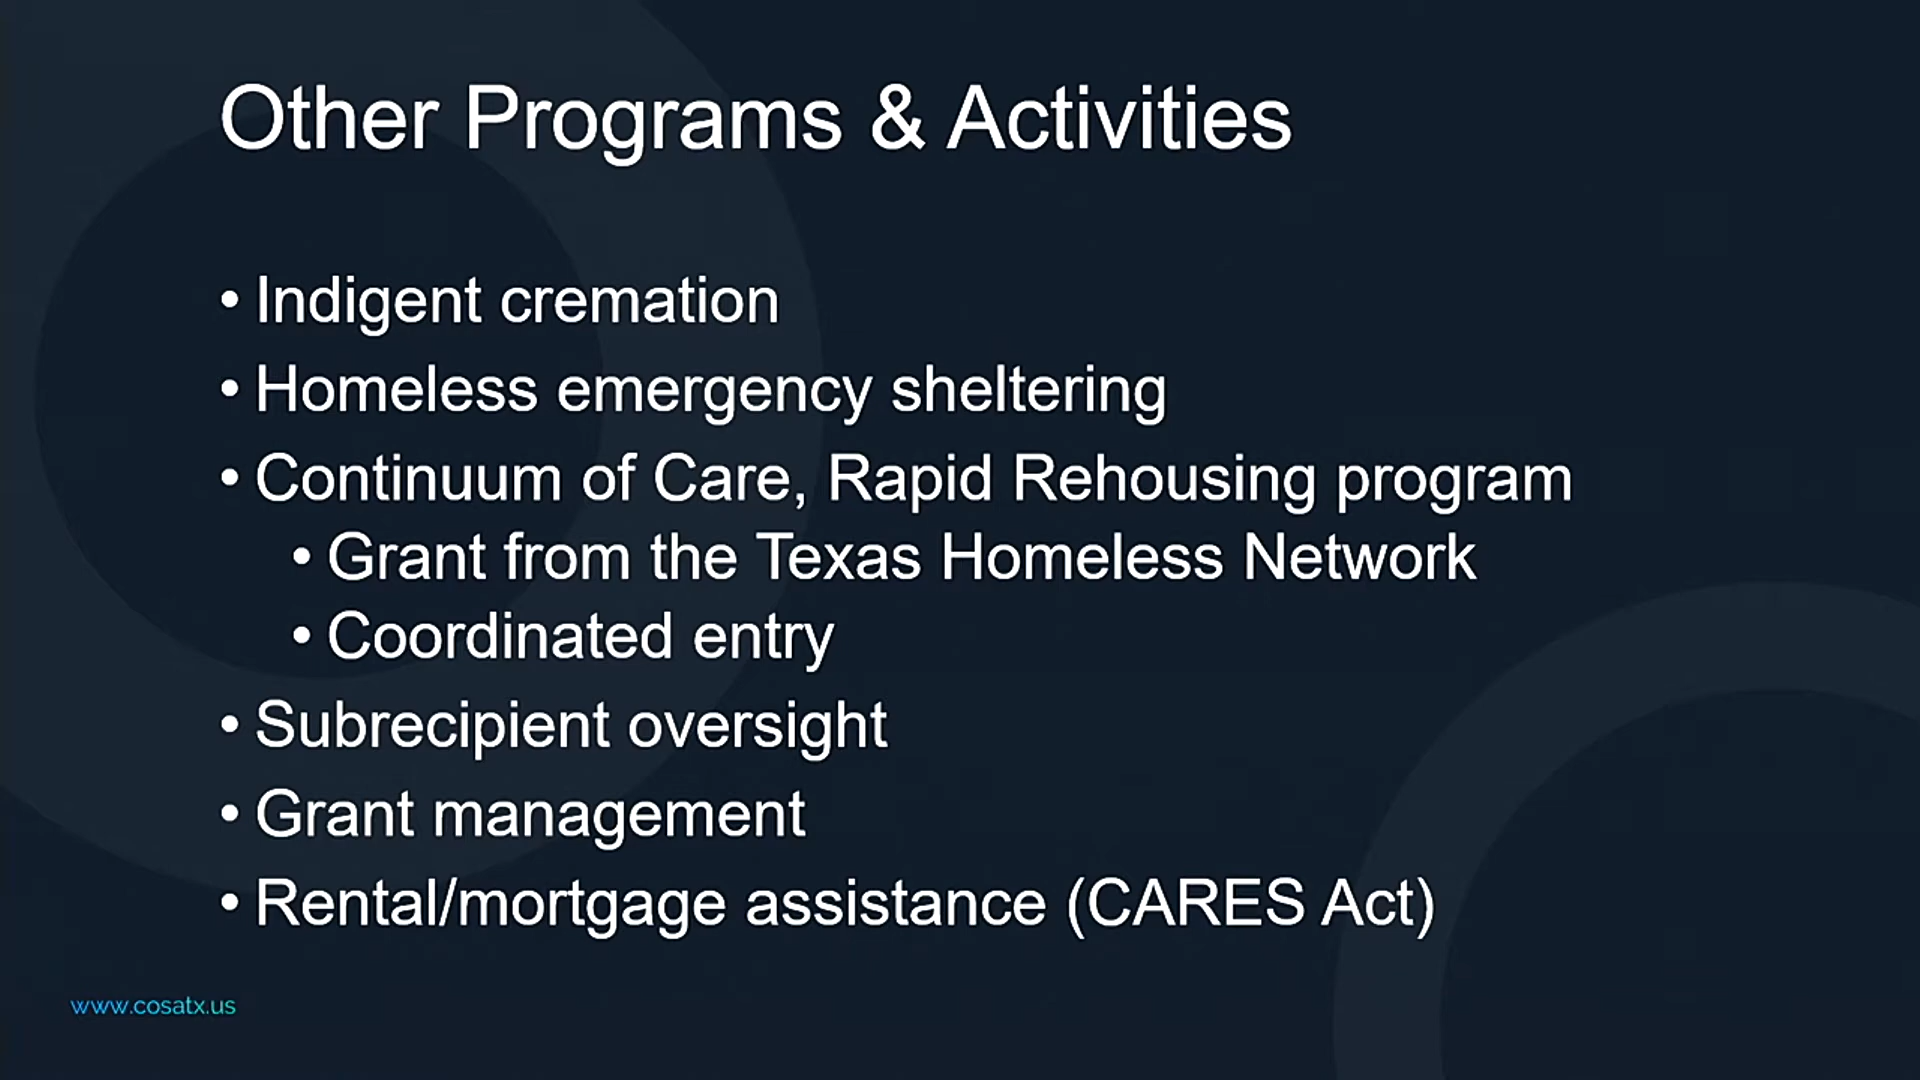 Other Programs & Activities
• Indigent cremation
• Homeless emergency sheltering
• Continuum of Care, Rapid Rehousing program
• Grant from the Texas Homeless Network
• Coordinated entry
• Subrecipient oversight
• Grant management
• Rental/mortgage assistance (CARES Act)
www.cosatx.us